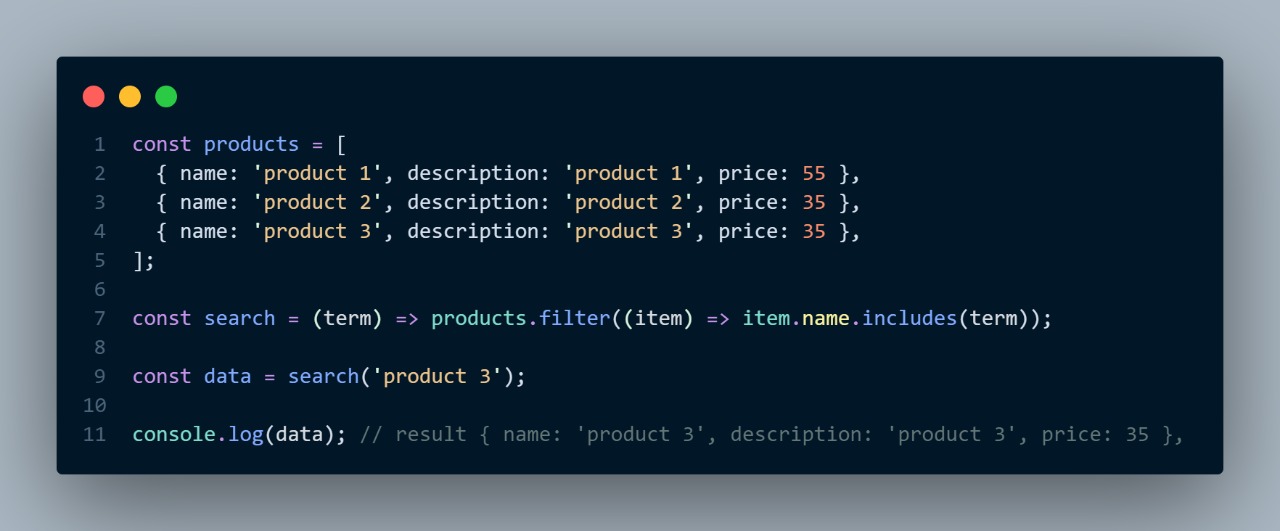 1 const products = [
2   { name: 'product 1', description: 'product 1', price: 55 },
3   { name: 'product 2', description: 'product 2', price: 35 },
4   { name: 'product 3', description: 'product 3', price: 35 },
5 ];
6
7 const search = (term) => products.filter((item) => item.name.includes(term));
8
9 const data = search('product 3');
10
11 console.log(data); // result { name: 'product 3', description: 'product 3', price: 35 },